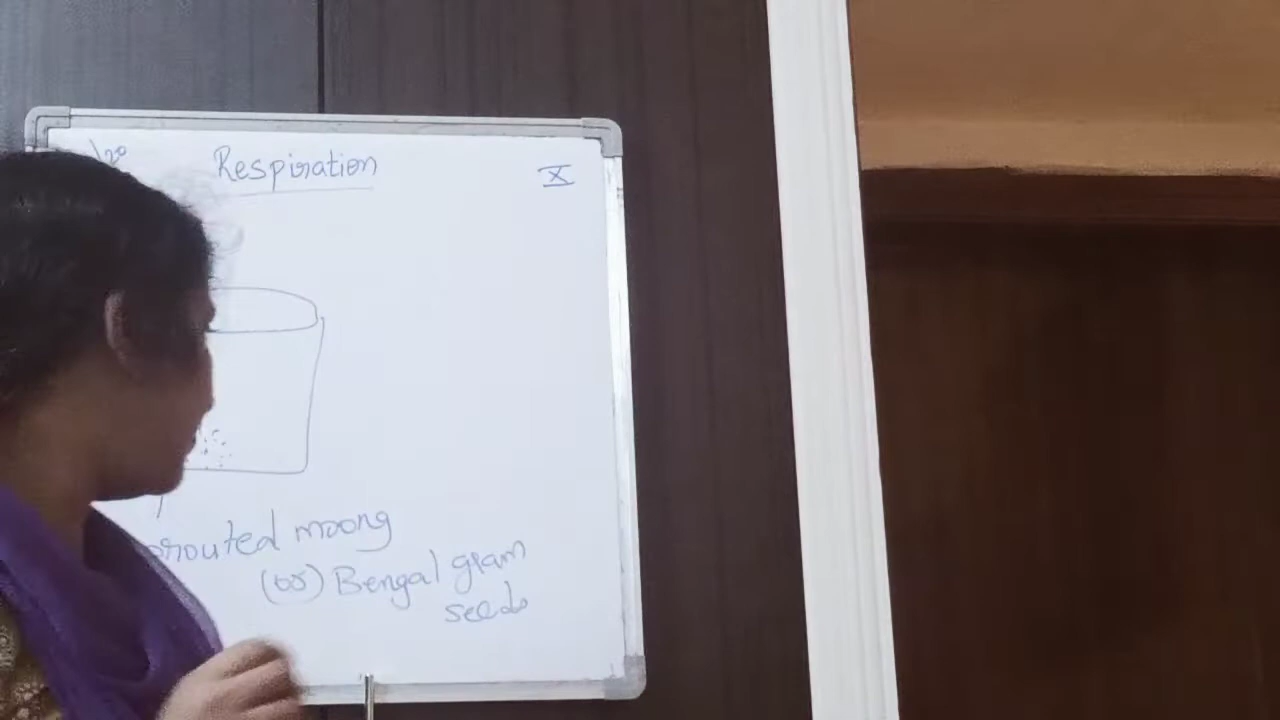 Respiration
X
sprouted moong
(or) Bengal gram
seeds